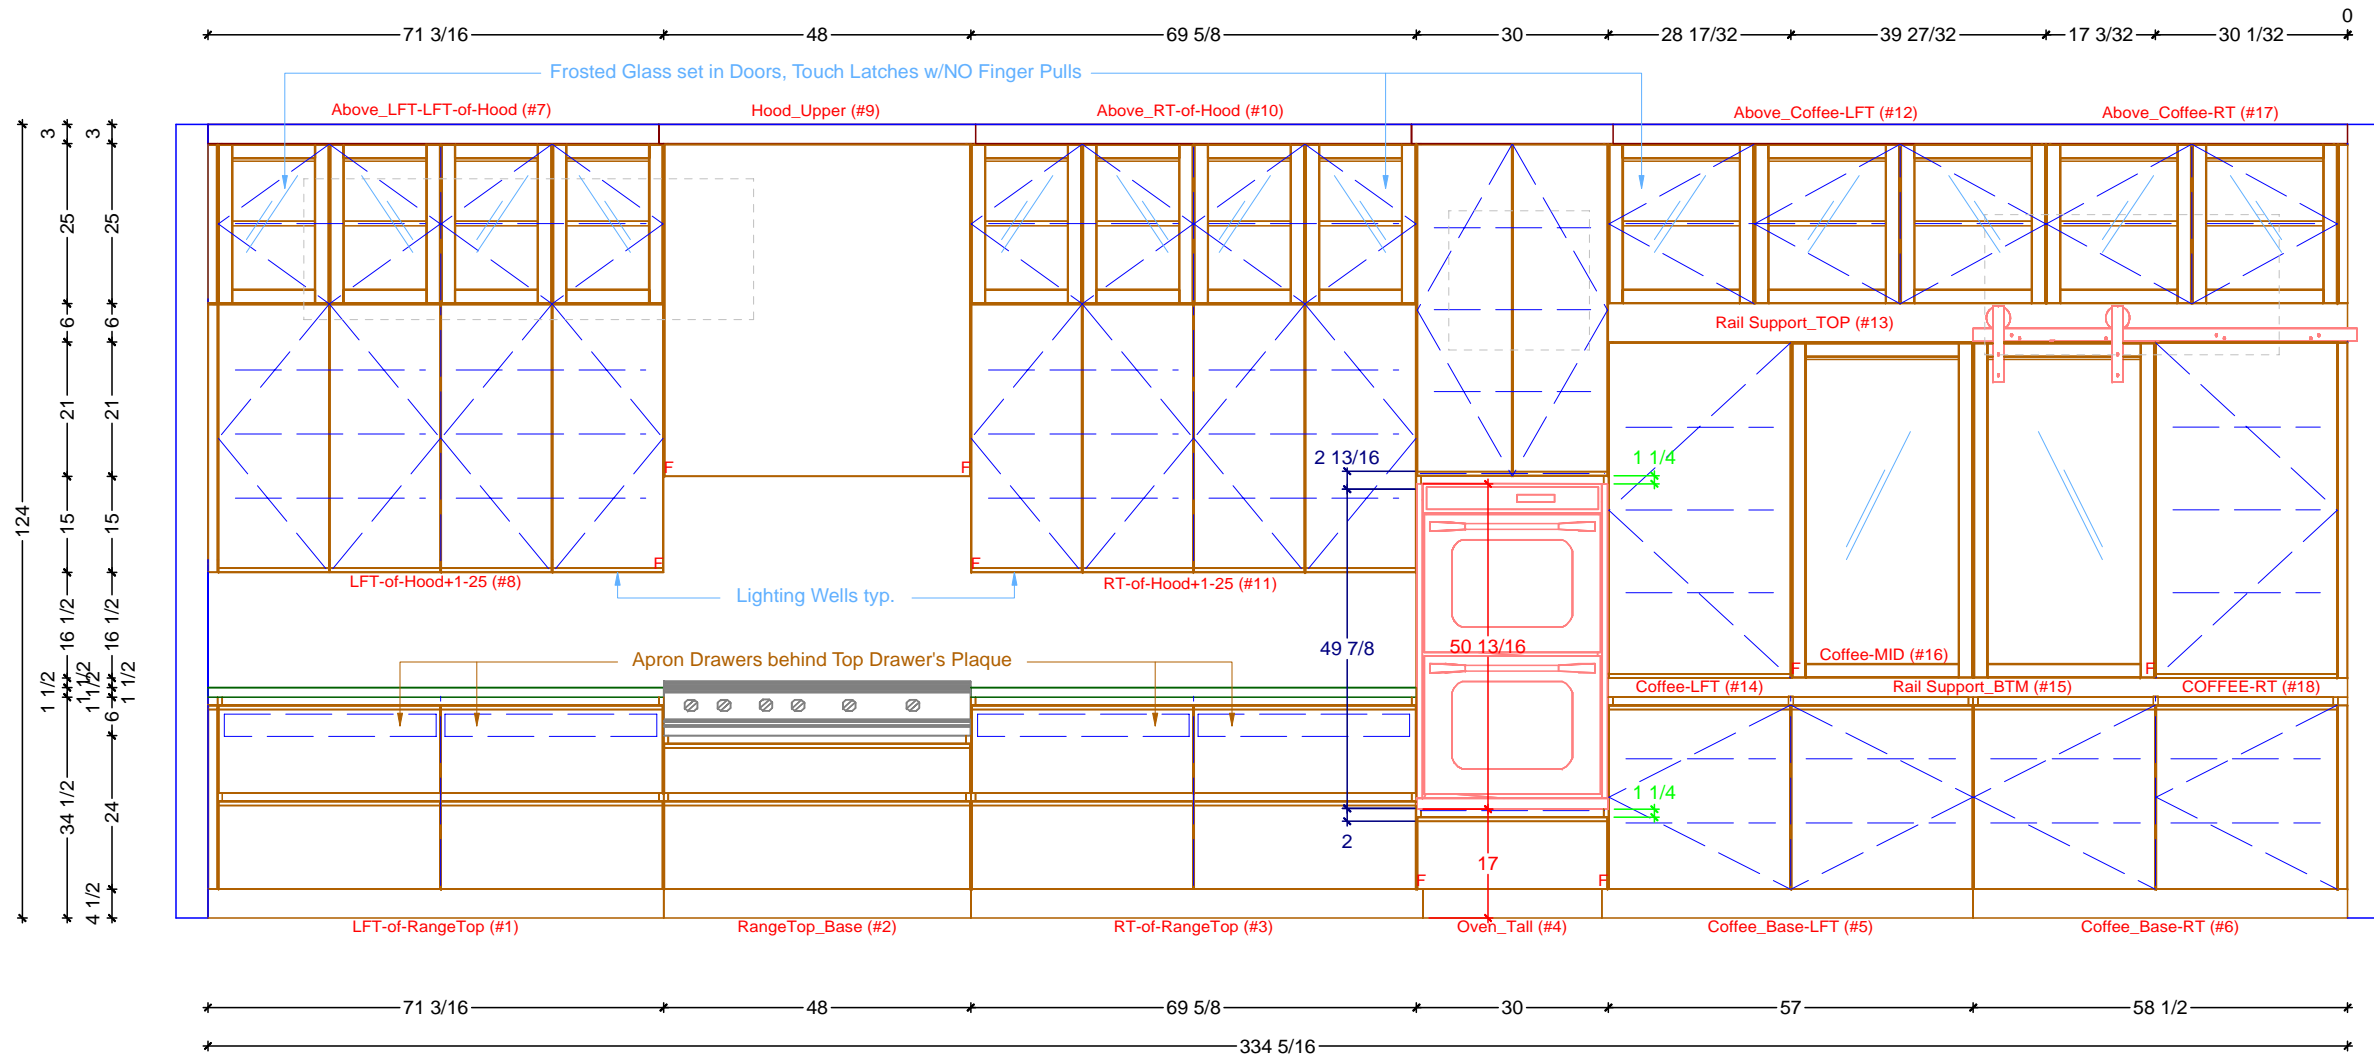 0
71 3/16
48
69 5/8
30
28 17/32
39 27/32
17 3/32
30 1/32
Frosted Glass set in Doors, Touch Latches w/NO Finger Pulls
Above_LFT-LFT-of-Hood (#7)
Hood_Upper (#9)
Above_RT-of-Hood (#10)
Above_Coffee-LFT (#12)
Above_Coffee-RT (#17)
3
3
25
25
6
6
Rail Support_TOP (#13)
21
21
F
F
2 13/16
1 1/4
124
15
15
F
F
LFT-of-Hood+1-25 (#8)
RT-of-Hood+1-25 (#11)
Lighting Wells typ.
16 1/2
16 1/2
49 7/8
50 13/16
Coffee-MID (#16)
F
F
Apron Drawers behind Top Drawer's Plaque
1 1/2
1 1/2
1 1/2
1 1/2
Coffee-LFT (#14)
Rail Support_BTM (#15)
COFFEE-RT (#18)
6
34 1/2
24
1 1/4
2
17
F
F
4 1/2
LFT-of-RangeTop (#1)
RangeTop_Base (#2)
RT-of-RangeTop (#3)
Oven_Tall (#4)
Coffee_Base-LFT (#5)
Coffee_Base-RT (#6)
71 3/16
48
69 5/8
30
57
58 1/2
334 5/16